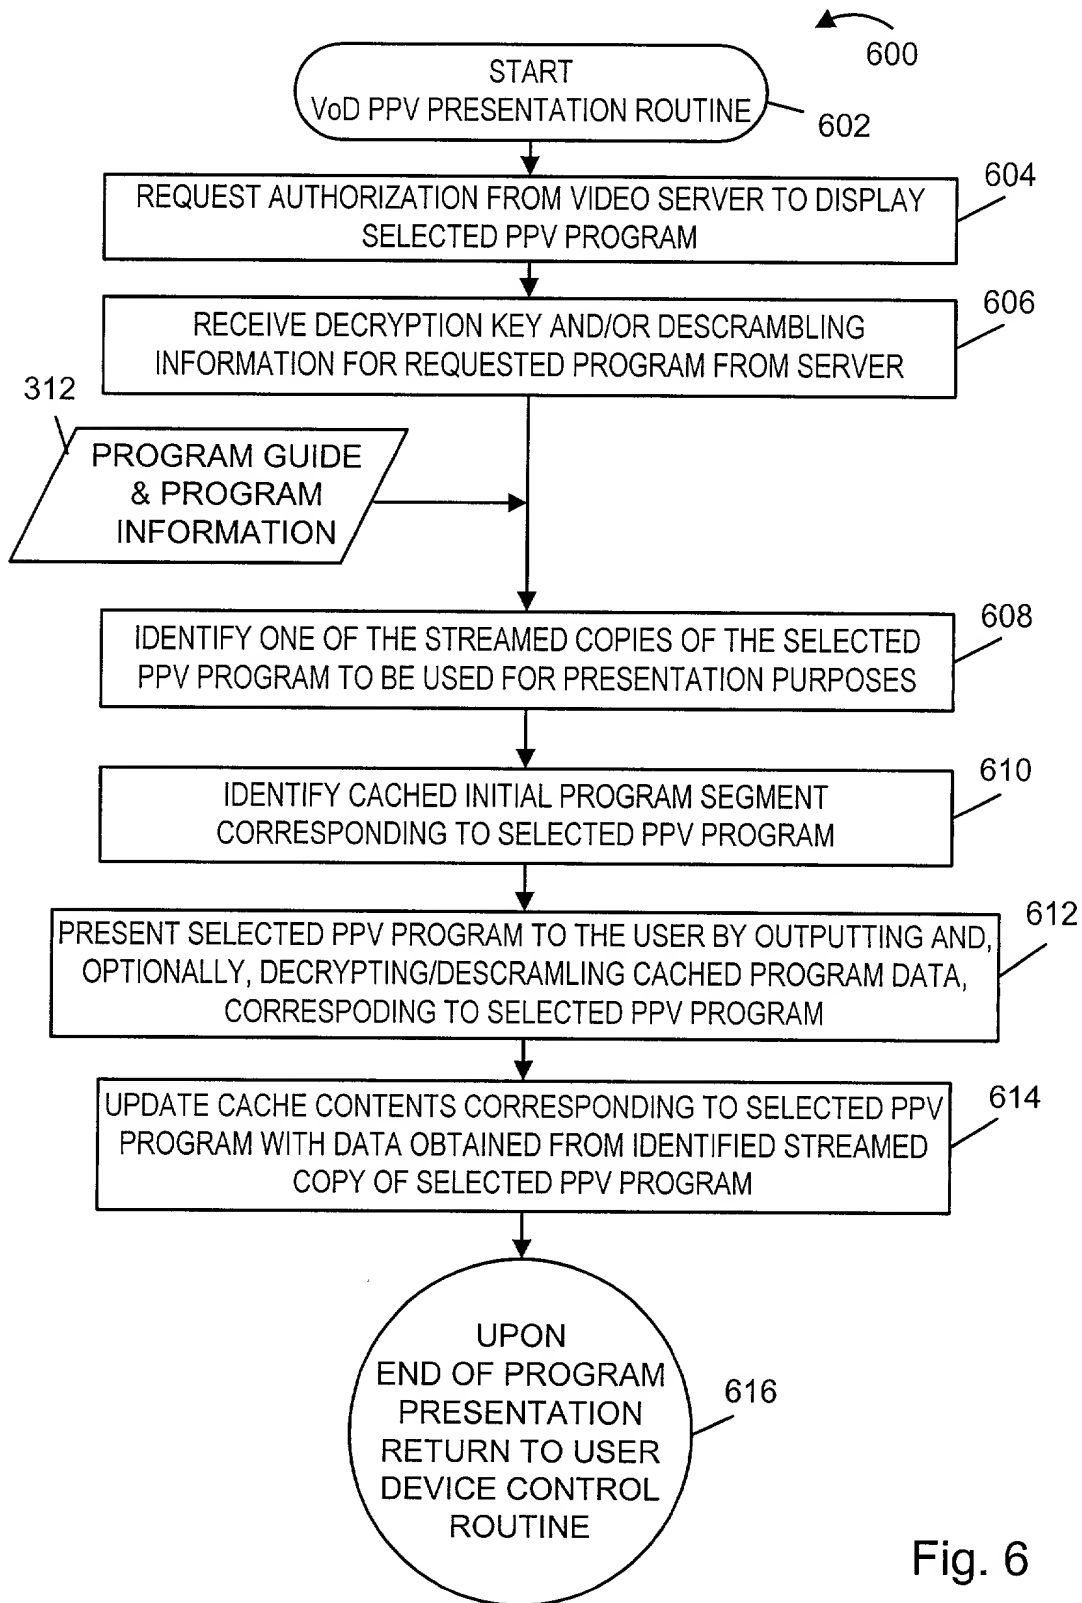 600
START
VoD PPV PRESENTATION ROUTINE
602
604
REQUEST AUTHORIZATION FROM VIDEO SERVER TO DISPLAY
SELECTED PPV PROGRAM
606
RECEIVE DECRYPTION KEY AND/OR DESCRAMBLING
INFORMATION FOR REQUESTED PROGRAM FROM SERVER
312
PROGRAM GUIDE
& PROGRAM
INFORMATION
608
IDENTIFY ONE OF THE STREAMED COPIES OF THE SELECTED
PPV PROGRAM TO BE USED FOR PRESENTATION PURPOSES
610
IDENTIFY CACHED INITIAL PROGRAM SEGMENT
CORRESPONDING TO SELECTED PPV PROGRAM
612
PRESENT SELECTED PPV PROGRAM TO THE USER BY OUTPUTTING AND,
OPTIONALLY, DECRYPTING/DESCRAMLING CACHED PROGRAM DATA,
CORRESPODING TO SELECTED PPV PROGRAM
614
UPDATE CACHE CONTENTS CORRESPONDING TO SELECTED PPV
PROGRAM WITH DATA OBTAINED FROM IDENTIFIED STREAMED
COPY OF SELECTED PPV PROGRAM
UPON
END OF PROGRAM
PRESENTATION
RETURN TO USER
DEVICE CONTROL
ROUTINE
616
Fig. 6